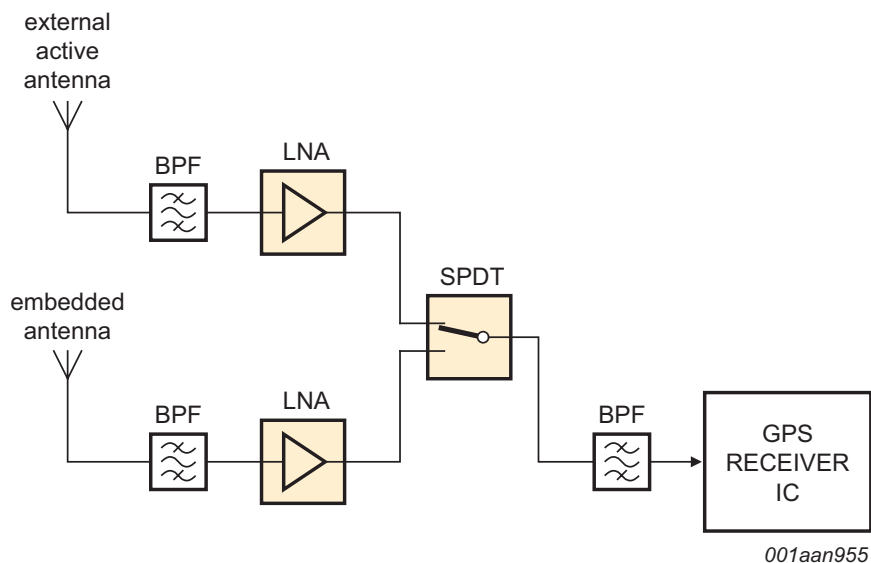 external
active
antenna
BPF
LNA
SPDT
embedded
antenna
BPF
LNA
BPF
GPS
RECEIVER
IC
001aan955